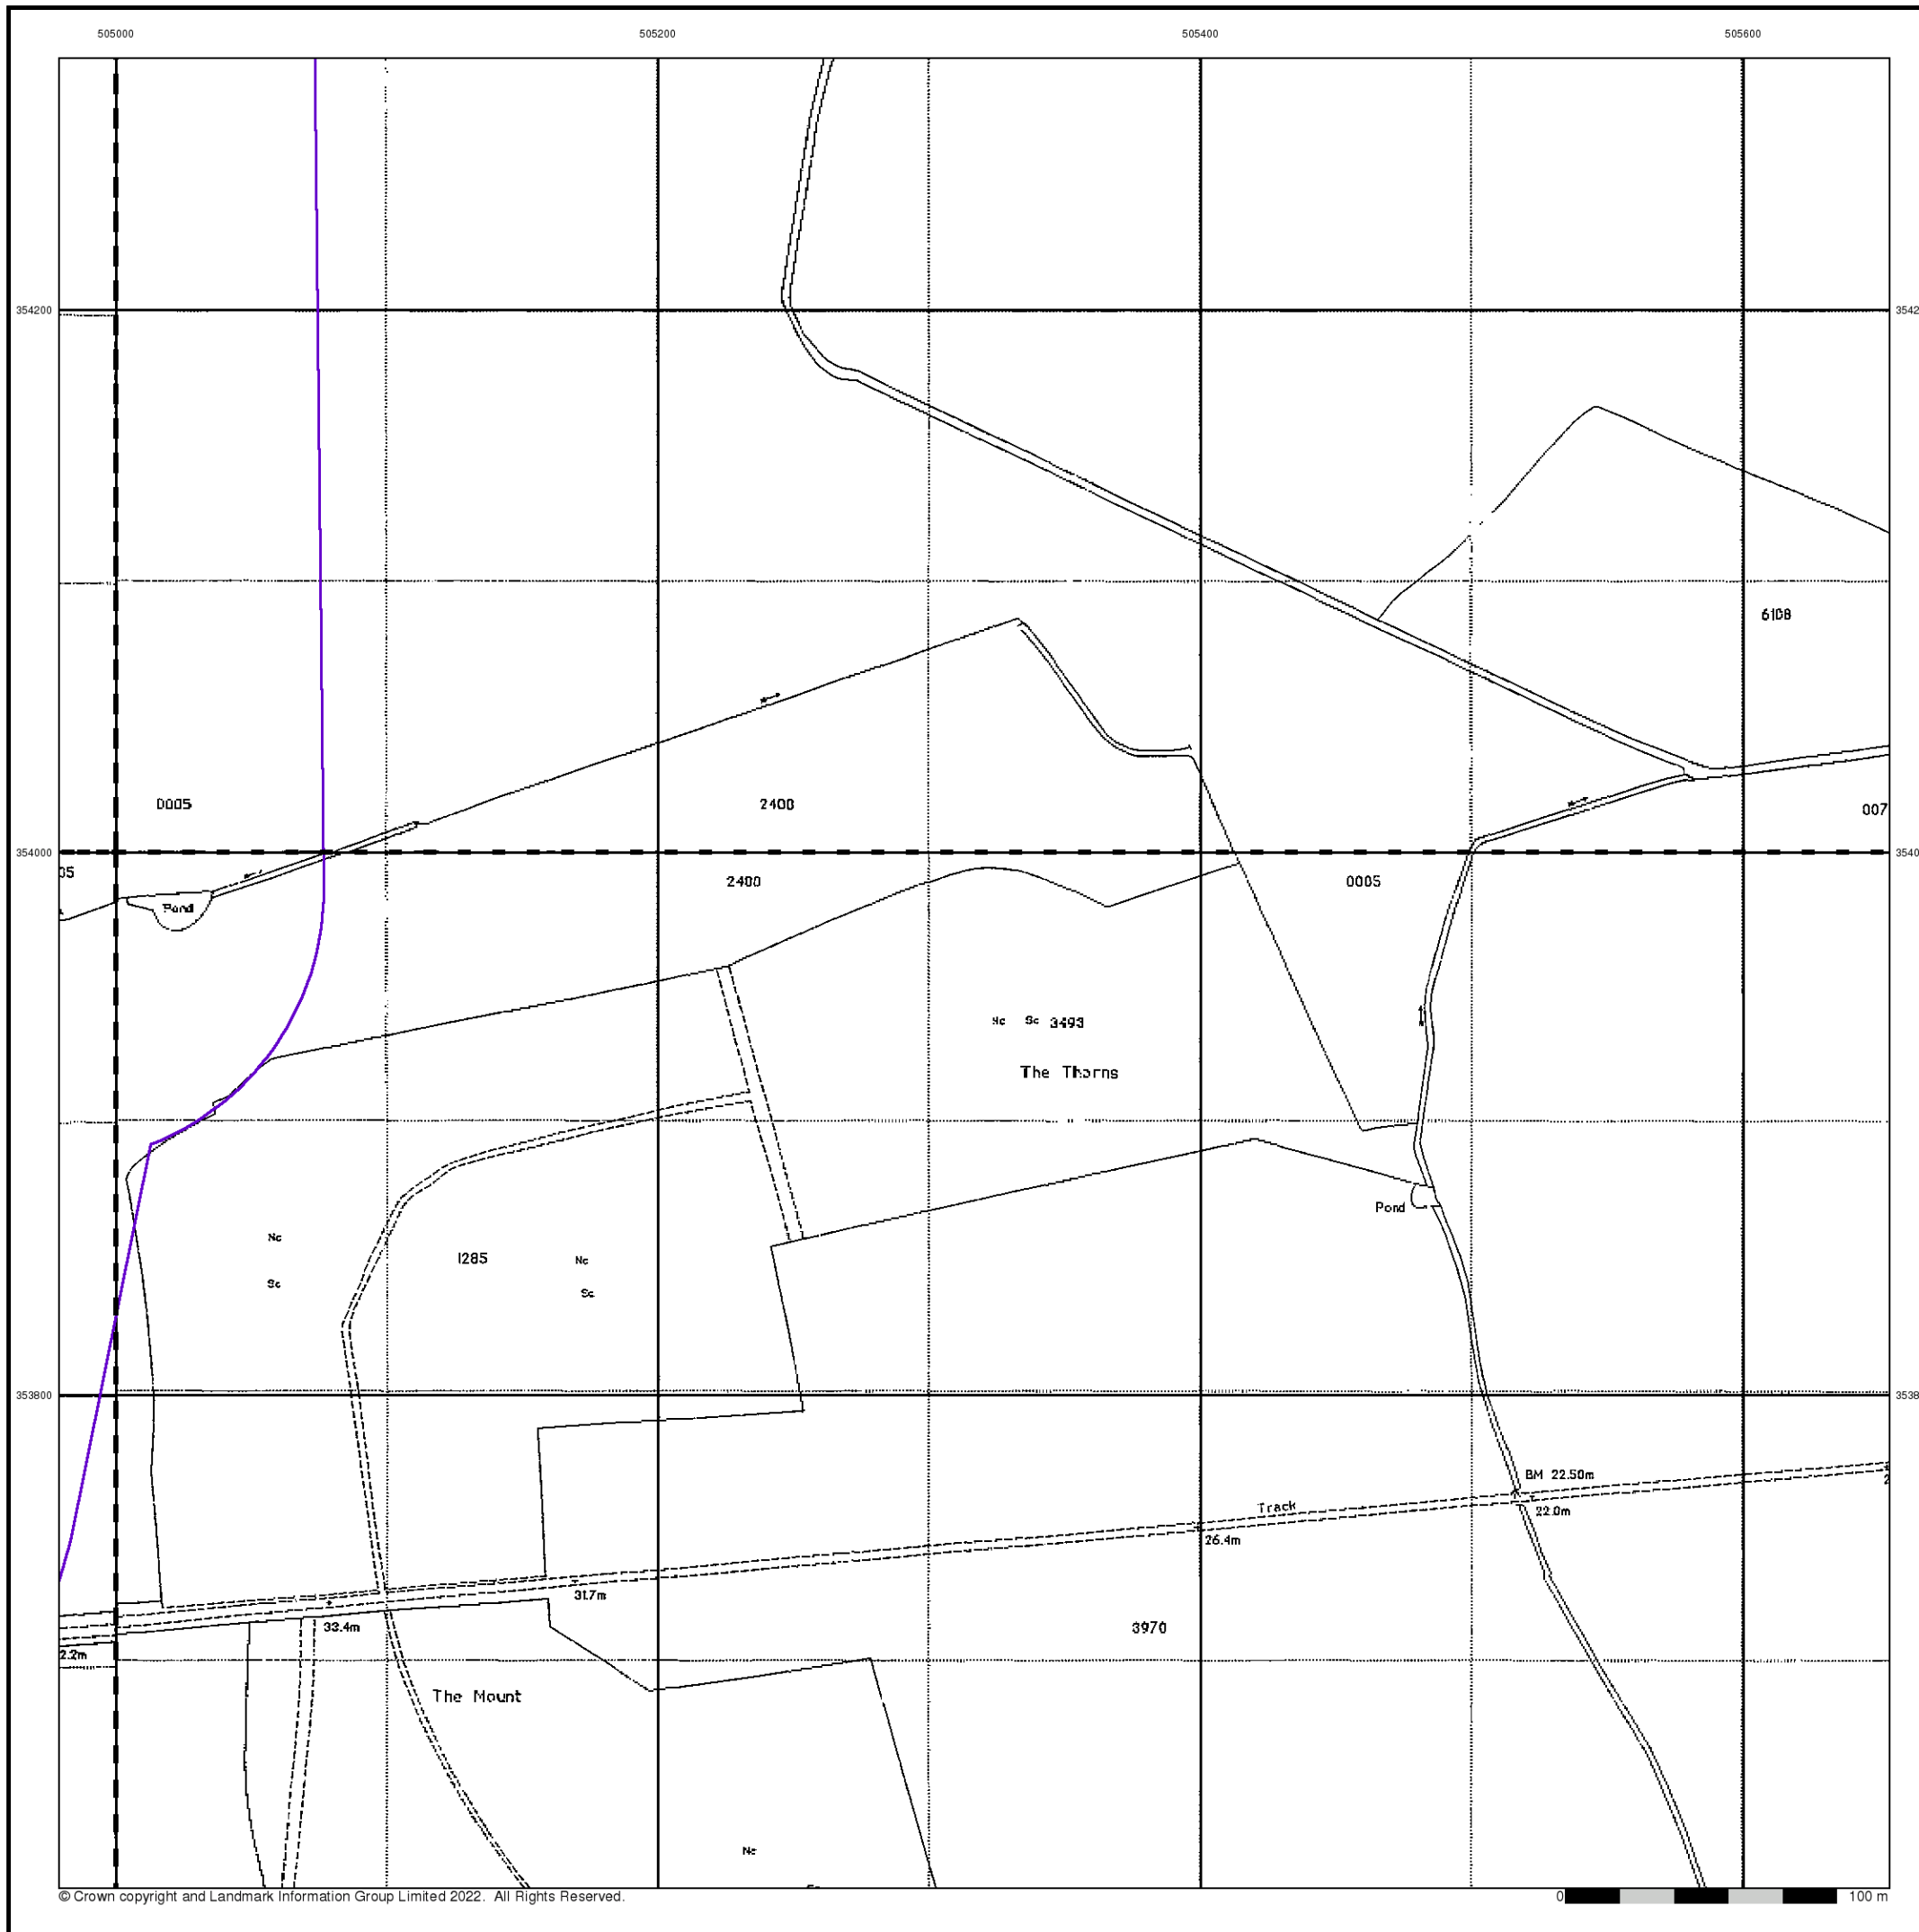 505000 505200 505400 505600
354200 3542
6108
0005 2400 007
354000 3540
05 2400 0005
Pond
Nc Sc 3493
The Thorns
Pond
Nc 1285 Nc
Sc Sc
353800 3538
BM 22.50m
Track
22.0m
26.4m
31.7m
33.4m 3970
2.2m
The Mount
Nc
© Crown copyright and Landmark Information Group Limited 2022. All Rights Reserved. 0 100 m